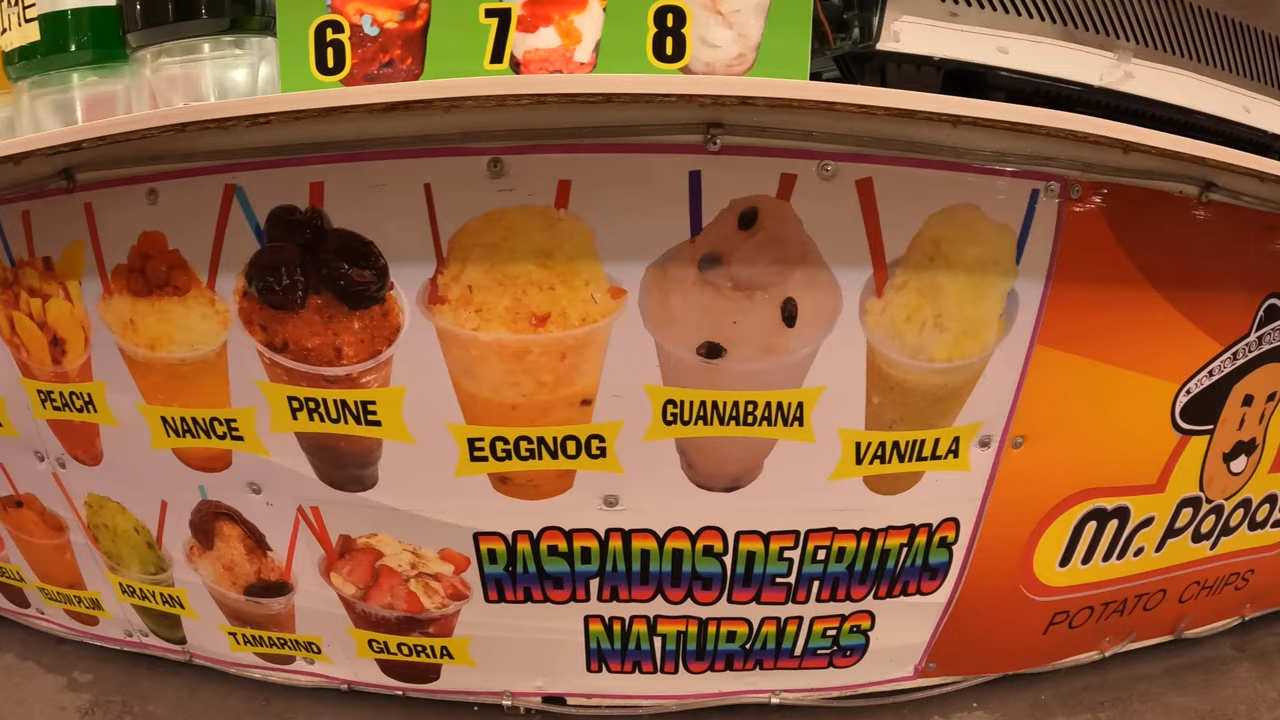 6
7
8
PEACH
NANCE
PRUNE
EGGNOG
GUANABANA
VANILLA
YELLOW PLUM
ARAYAN
TAMARIND
GLORIA
RASPADOS DE FRUTAS
NATURALES
Mr. Papas
POTATO CHIPS